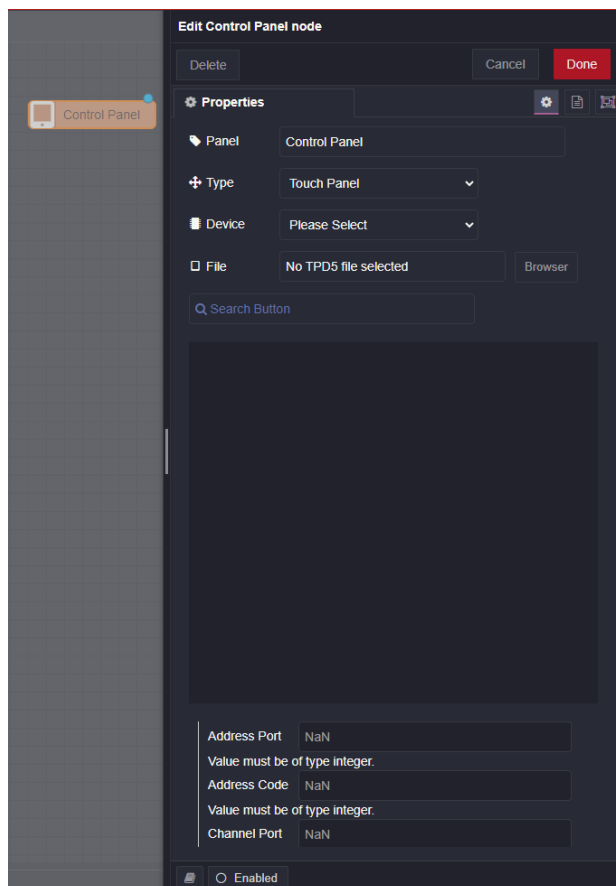 Edit Control Panel node
Delete
Cancel
Done
Control Panel
Properties
Panel
Control Panel
Type
Touch Panel
Device
Please Select
File
No TPD5 file selected
Browser
Search Button
Address Port
NaN
Value must be of type integer.
Address Code
NaN
Value must be of type integer.
Channel Port
NaN
Enabled